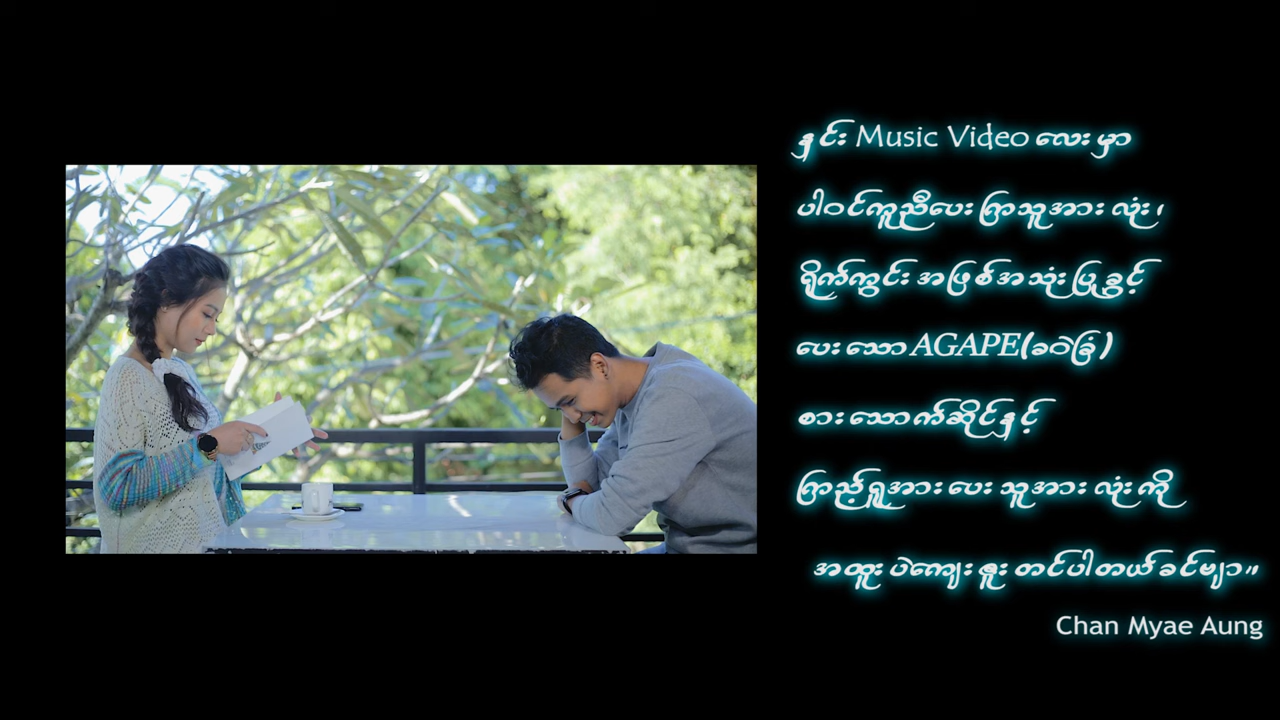 နှင်း Music Video လေးမှာ
ပါဝင်ကူညီပေးကြသူအားလုံး ၊
ရိုက်ကွင်းအဖြစ်အသုံးပြုခွင့်
ပေးသော AGAPE(ခဝဲခြံ)
စားသောက်ဆိုင်နှင့်
ကြည့်ရှုအားပေးသူအားလုံးကို
အထူးပဲကျေးဇူးတင်ပါတယ်ခင်ဗျာ။
Chan Myae Aung